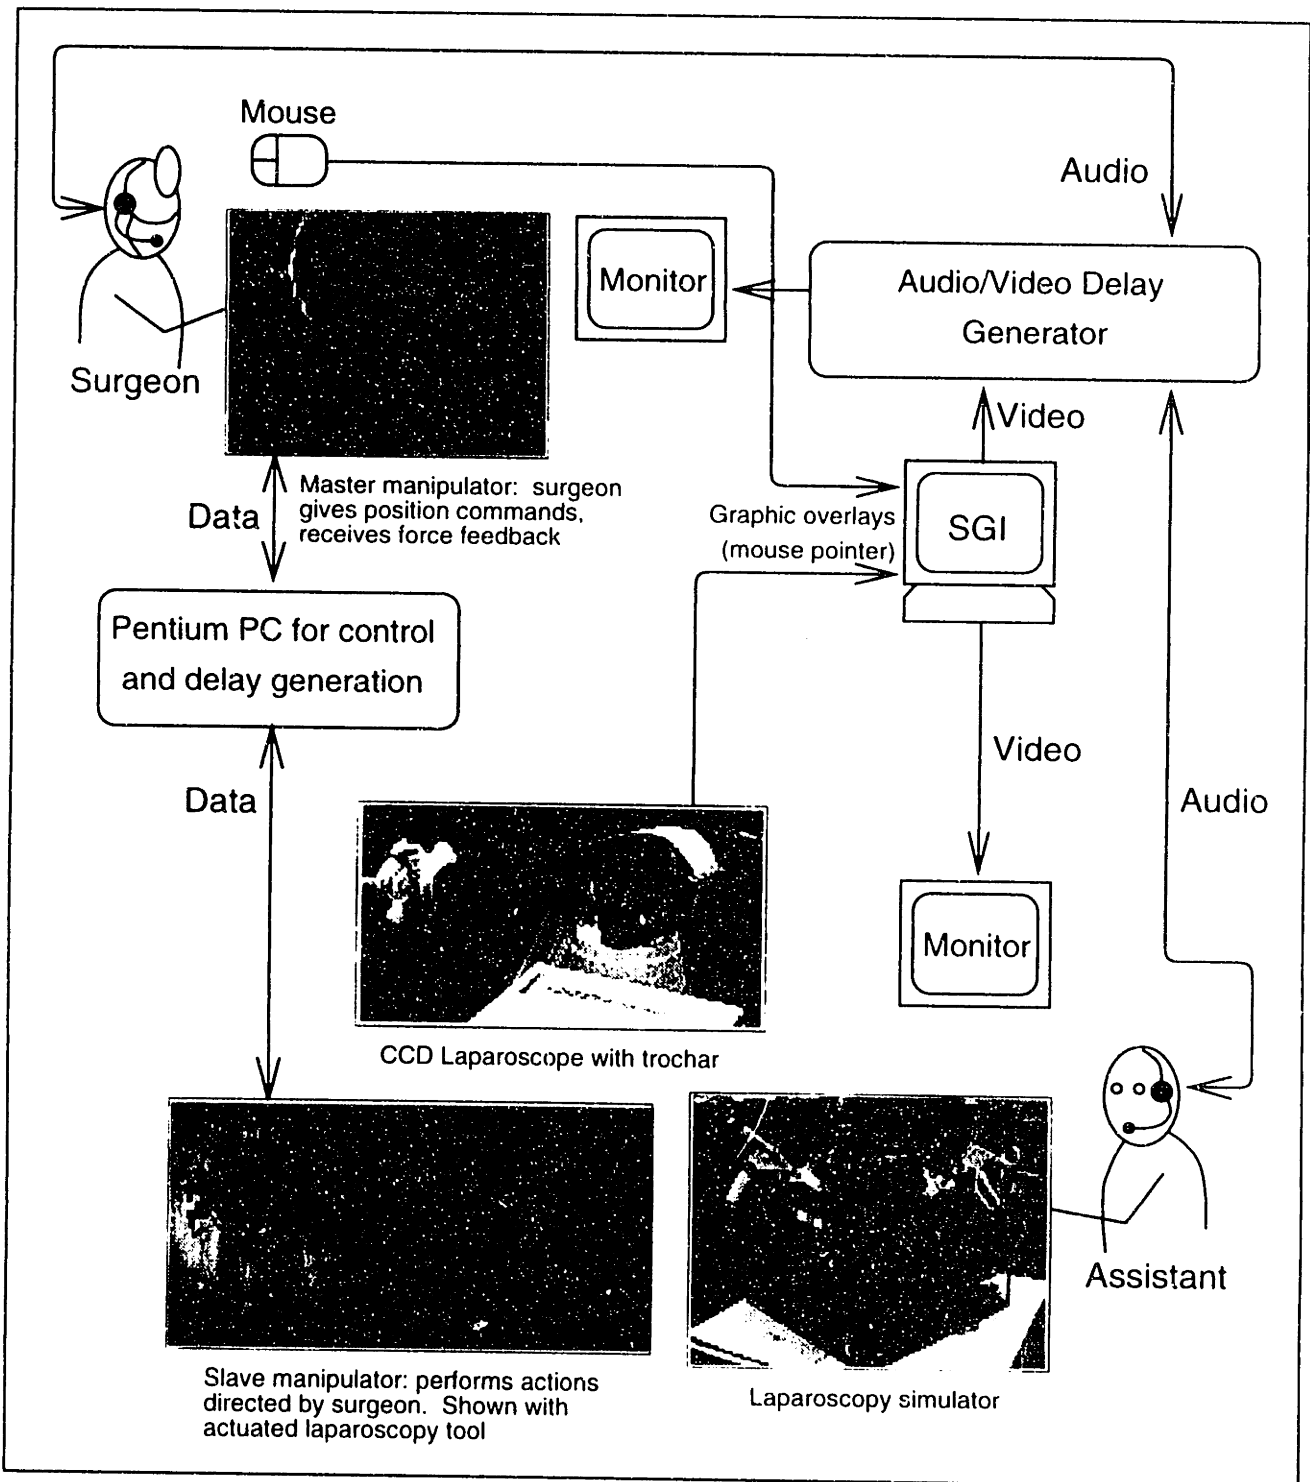 Mouse
Audio
Monitor
Audio/Video Delay
Generator
Surgeon
Video
Master manipulator: surgeon
gives position commands,
receives force feedback
Data
Graphic overlays
(mouse pointer)
SGI
Pentium PC for control
and delay generation
Video
Data
Audio
Monitor
CCD Laparoscope with trochar
Assistant
Slave manipulator: performs actions
directed by surgeon. Shown with
actuated laparoscopy tool
Laparoscopy simulator